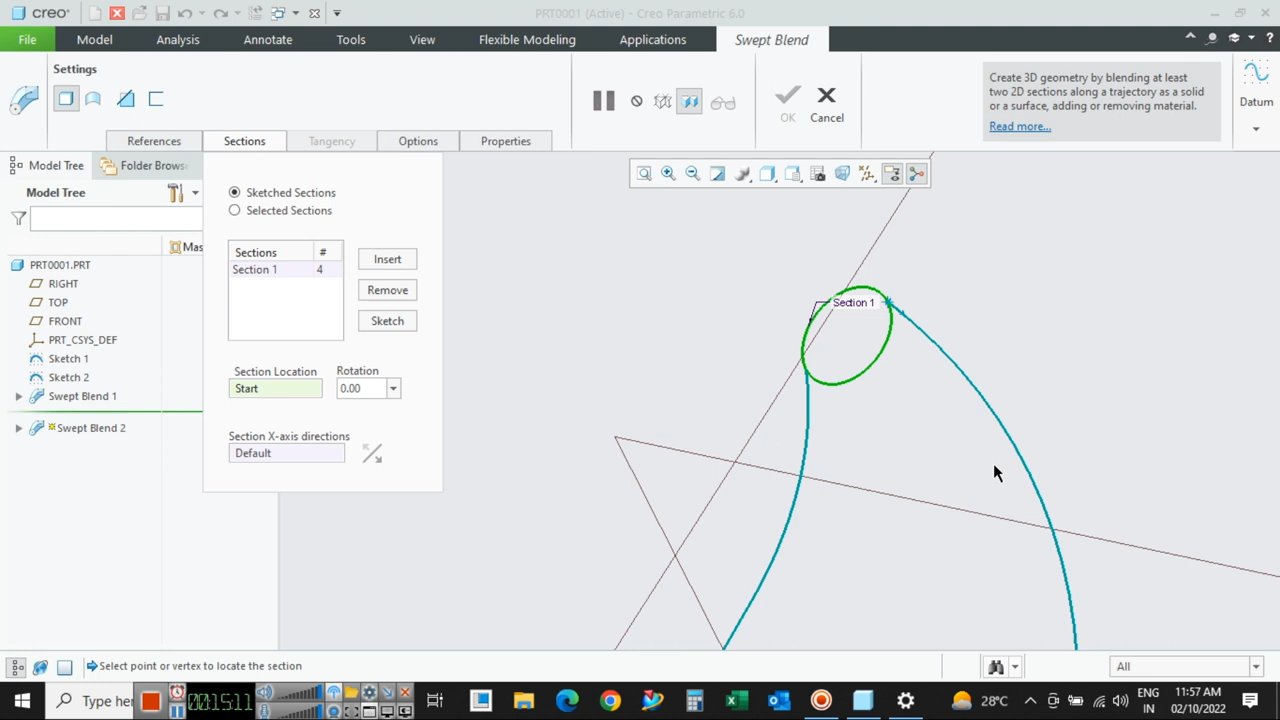 creo
PRT0001 (Active) - Creo Parametric 6.0
File
Model
Analysis
Annotate
Tools
View
Flexible Modeling
Applications
Swept Blend
Settings
OK
Cancel
Create 3D geometry by blending at least
two 2D sections along a trajectory as a solid
or a surface, adding or removing material.
Read more...
Datum
References
Sections
Tangency
Options
Properties
Model Tree
Folder Brows
Model Tree
Mas
PRT0001.PRT
RIGHT
TOP
FRONT
PRT_CSYS_DEF
Sketch 1
Sketch 2
Swept Blend 1
Swept Blend 2
Sketched Sections
Selected Sections
Sections #
Section 1 4
Insert
Remove
Sketch
Section Location
Start
Rotation
0.00
Section X-axis directions
Default
Section 1
Select point or vertex to locate the section
All
Type her
00:15:11
28°C
ENG
IN
11:57 AM
02/10/2022